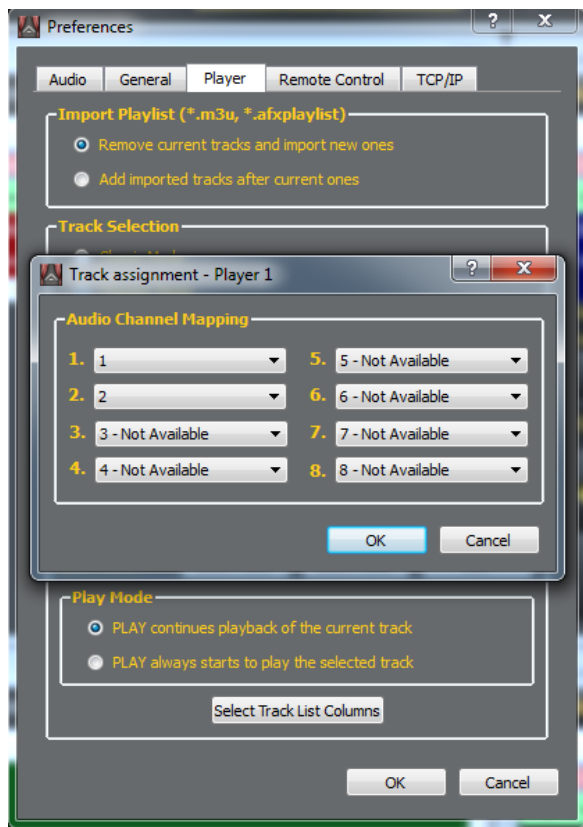 Preferences
Audio General Player Remote Control TCP/IP
Import Playlist (*.m3u, *.afxplaylist)
Remove current tracks and import new ones
Add imported tracks after current ones
Track Selection
Track assignment - Player 1
Audio Channel Mapping
1. 1 5. 5 - Not Available
2. 2 6. 6 - Not Available
3. 3 - Not Available 7. 7 - Not Available
4. 4 - Not Available 8. 8 - Not Available
OK Cancel
Play Mode
PLAY continues playback of the current track
PLAY always starts to play the selected track
Select Track List Columns
OK Cancel